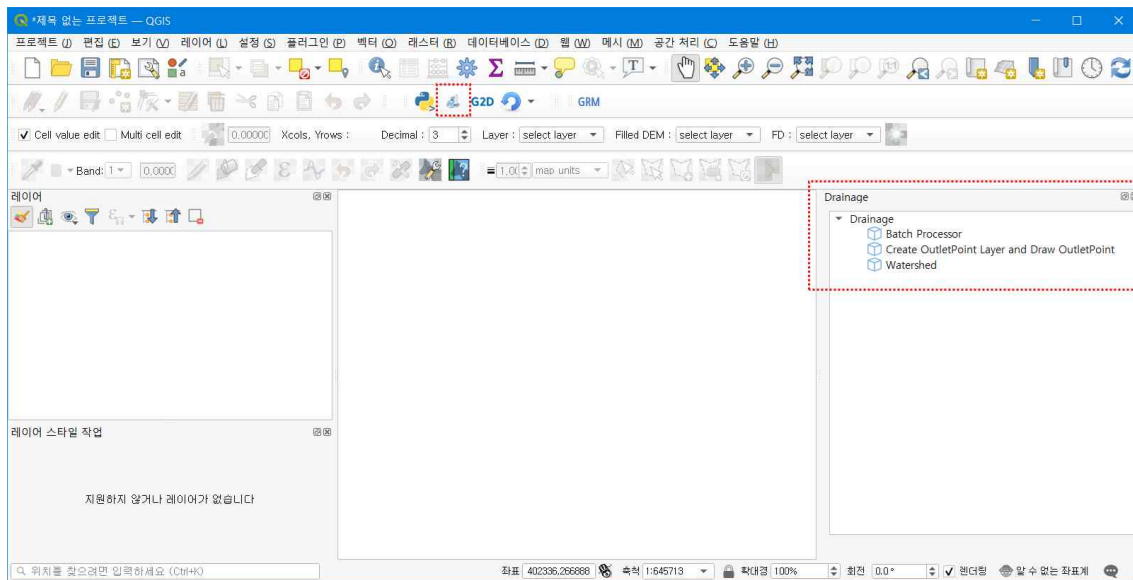 *제목 없는 프로젝트 — QGIS
프로젝트 (J) 편집 (E) 보기 (V) 레이어 (L) 설정 (S) 플러그인 (P) 벡터 (O) 래스터 (R) 데이터베이스 (D) 웹 (W) 메시 (M) 공간 처리 (C) 도움말 (H)
G2D GRM
Cell value edit Multi cell edit 0,00000 Xcols, Yrows : Decimal : 3 Layer : select layer Filled DEM : select layer FD : select layer
Band: 1 0,0000 1,0( map units
레이어
Drainage
Drainage
Batch Processor
Create OutletPoint Layer and Draw OutletPoint
Watershed
레이어 스타일 작업
지원하지 않거나 레이어가 없습니다
위치를 찾으려면 입력하세요 (Ctrl+K) 좌표 402336,266888 축척 1:645713 확대경 100% 회전 0.0 ° 렌더링 알 수 없는 좌표계